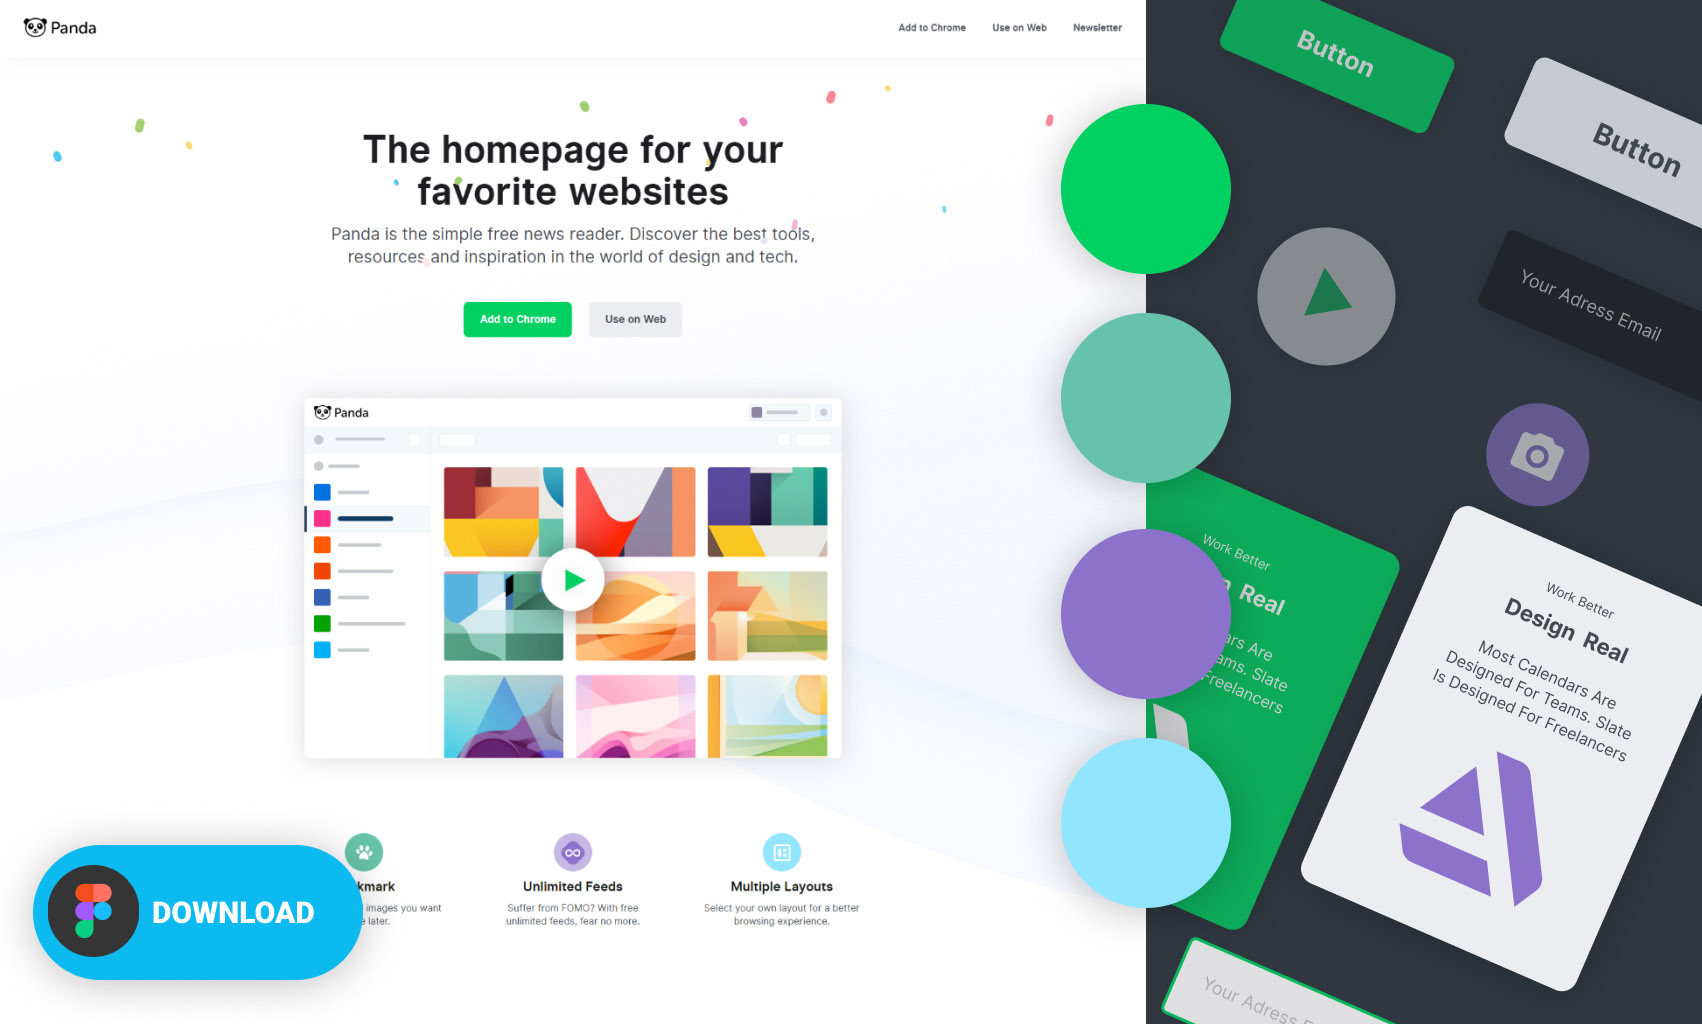 Panda
Add to Chrome
Use on Web
Newsletter
The homepage for your
favorite websites
Panda is the simple free news reader. Discover the best tools,
resources and inspiration in the world of design and tech.
Add to Chrome
Use on Web
Panda
kmark
images you want
later.
Unlimited Feeds
Suffer from FOMO? With free
unlimited feeds, fear no more.
Multiple Layouts
Select your own layout for a better
browsing experience.
DOWNLOAD
Button
Button
Your Adress Email
Work Better
Real
Are
Slate
Freelancers
Work Better
Design Real
Most Calendars Are
Designed For Teams. Slate
Is Designed For Freelancers
Your Adress